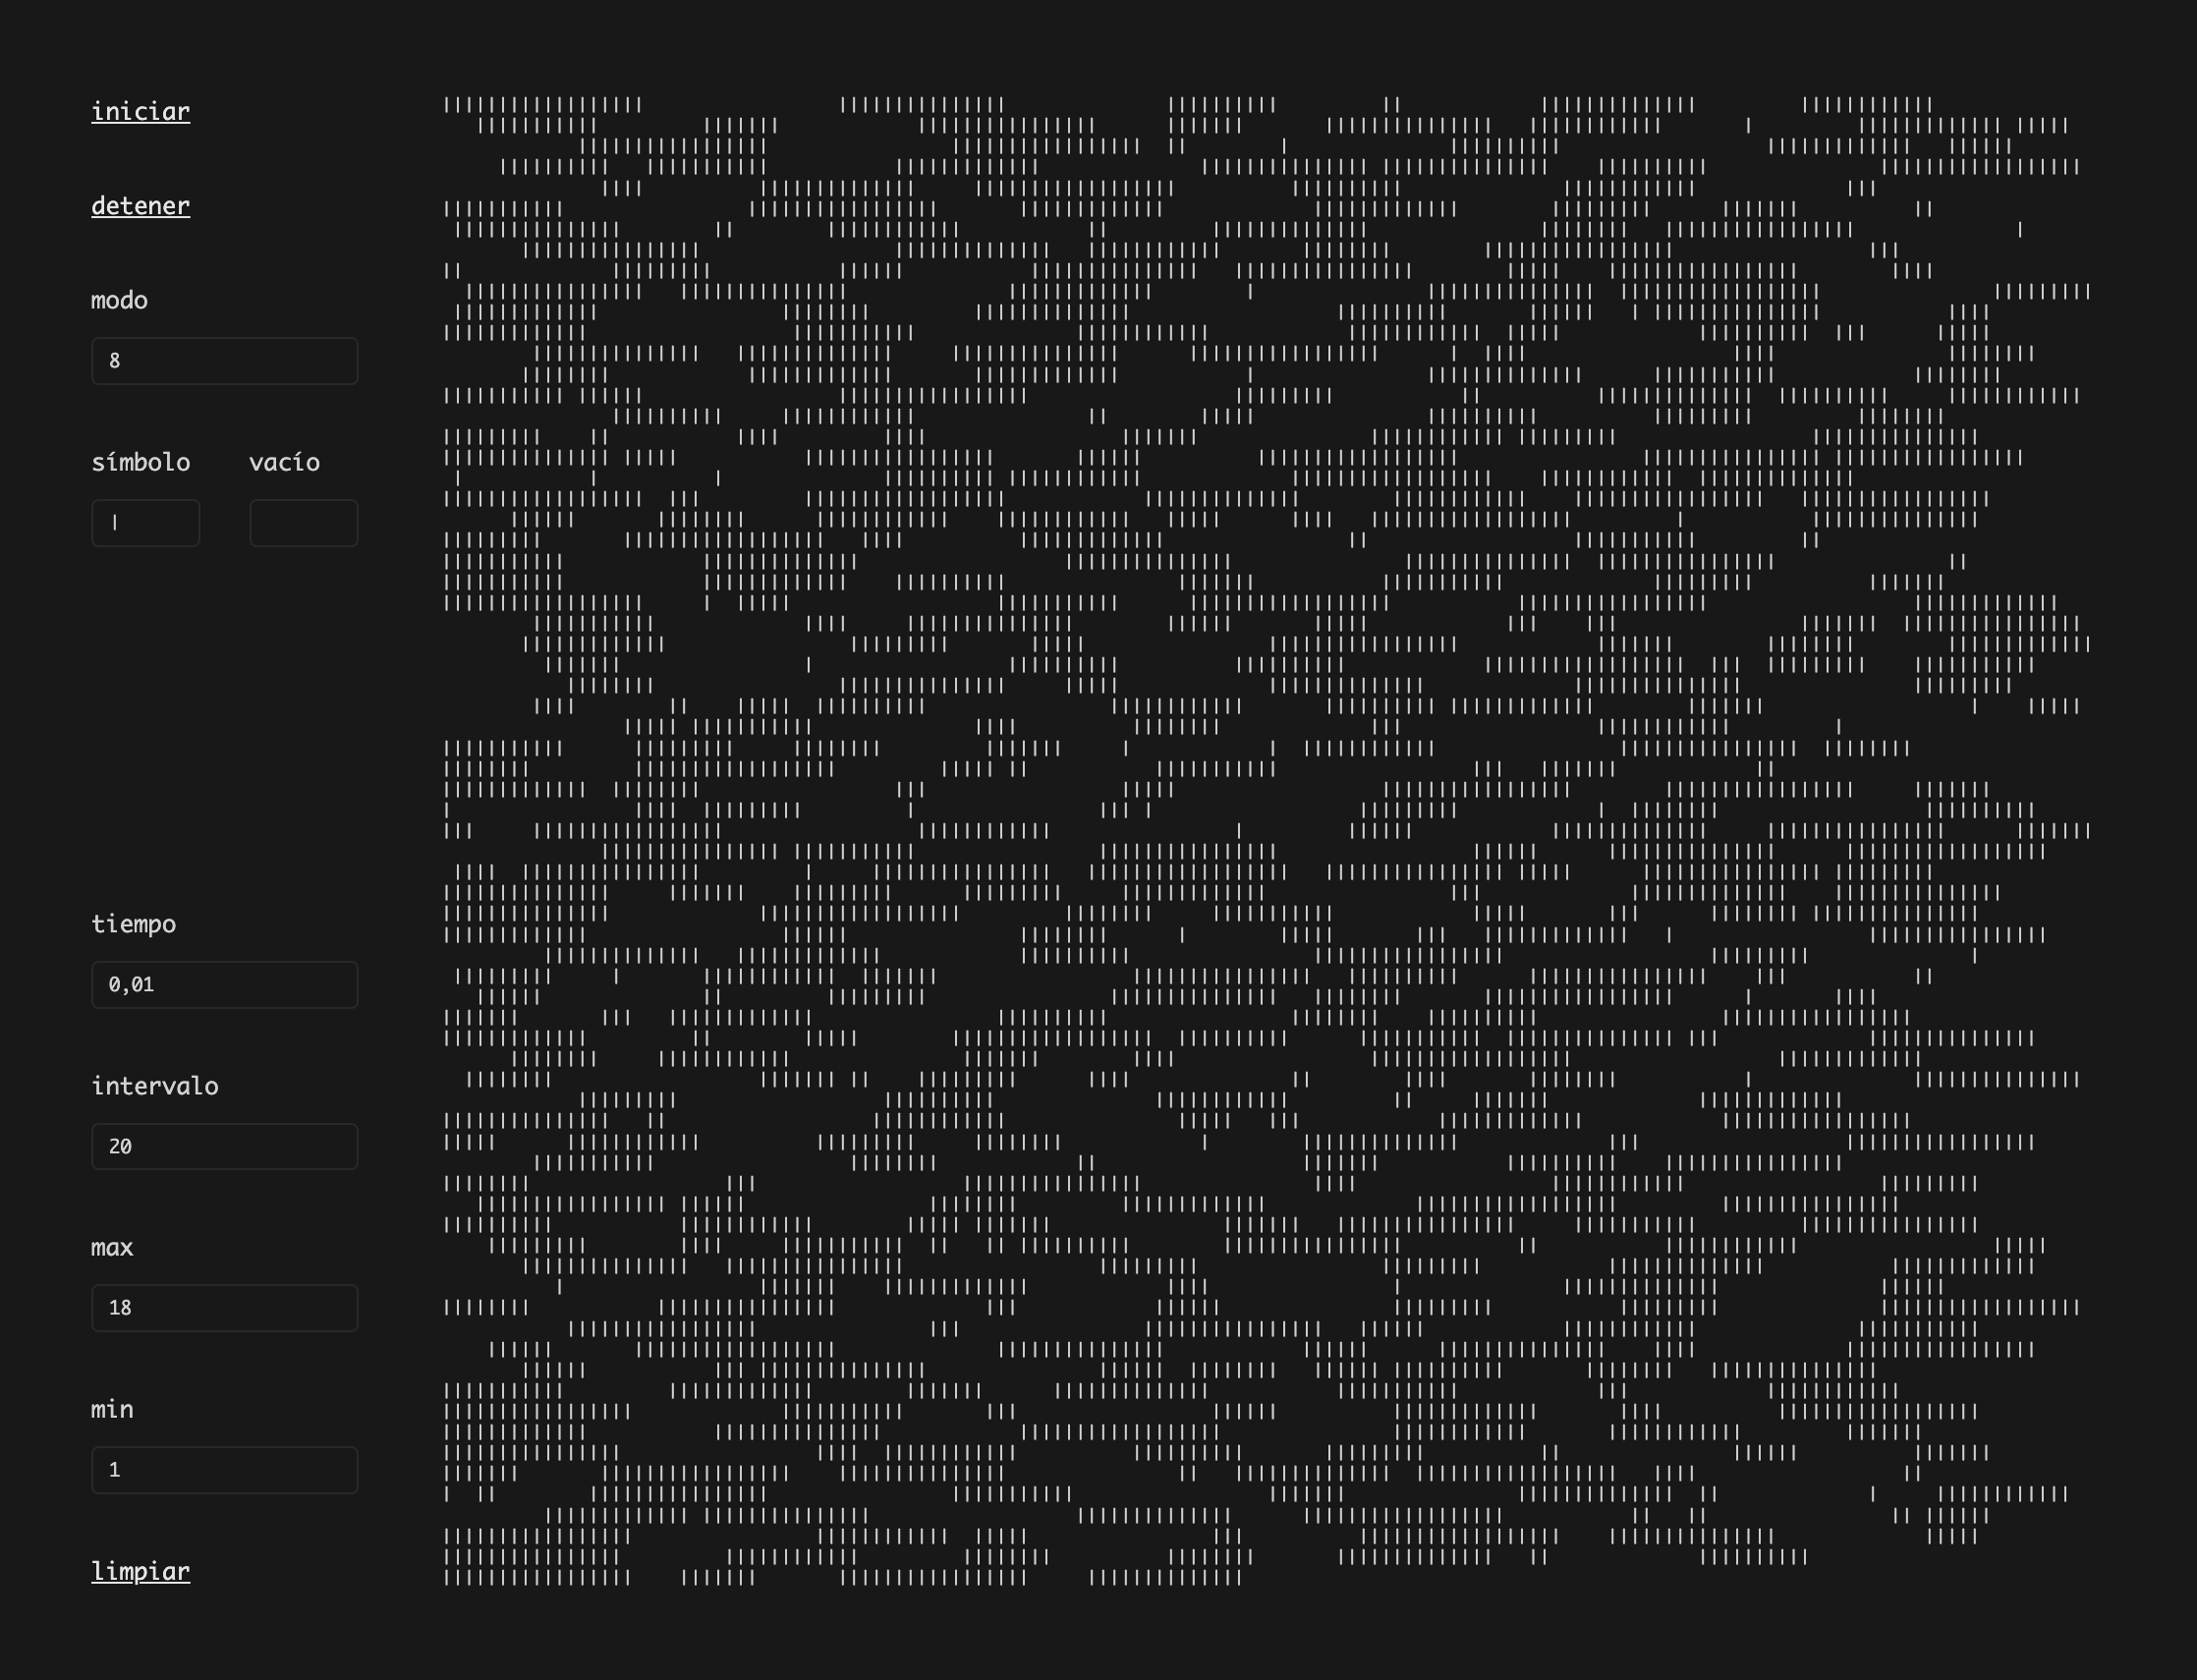 iniciar
detener
modo
8
símbolo vacío
|
tiempo
0,01
intervalo
20
max
18
min
1
limpiar